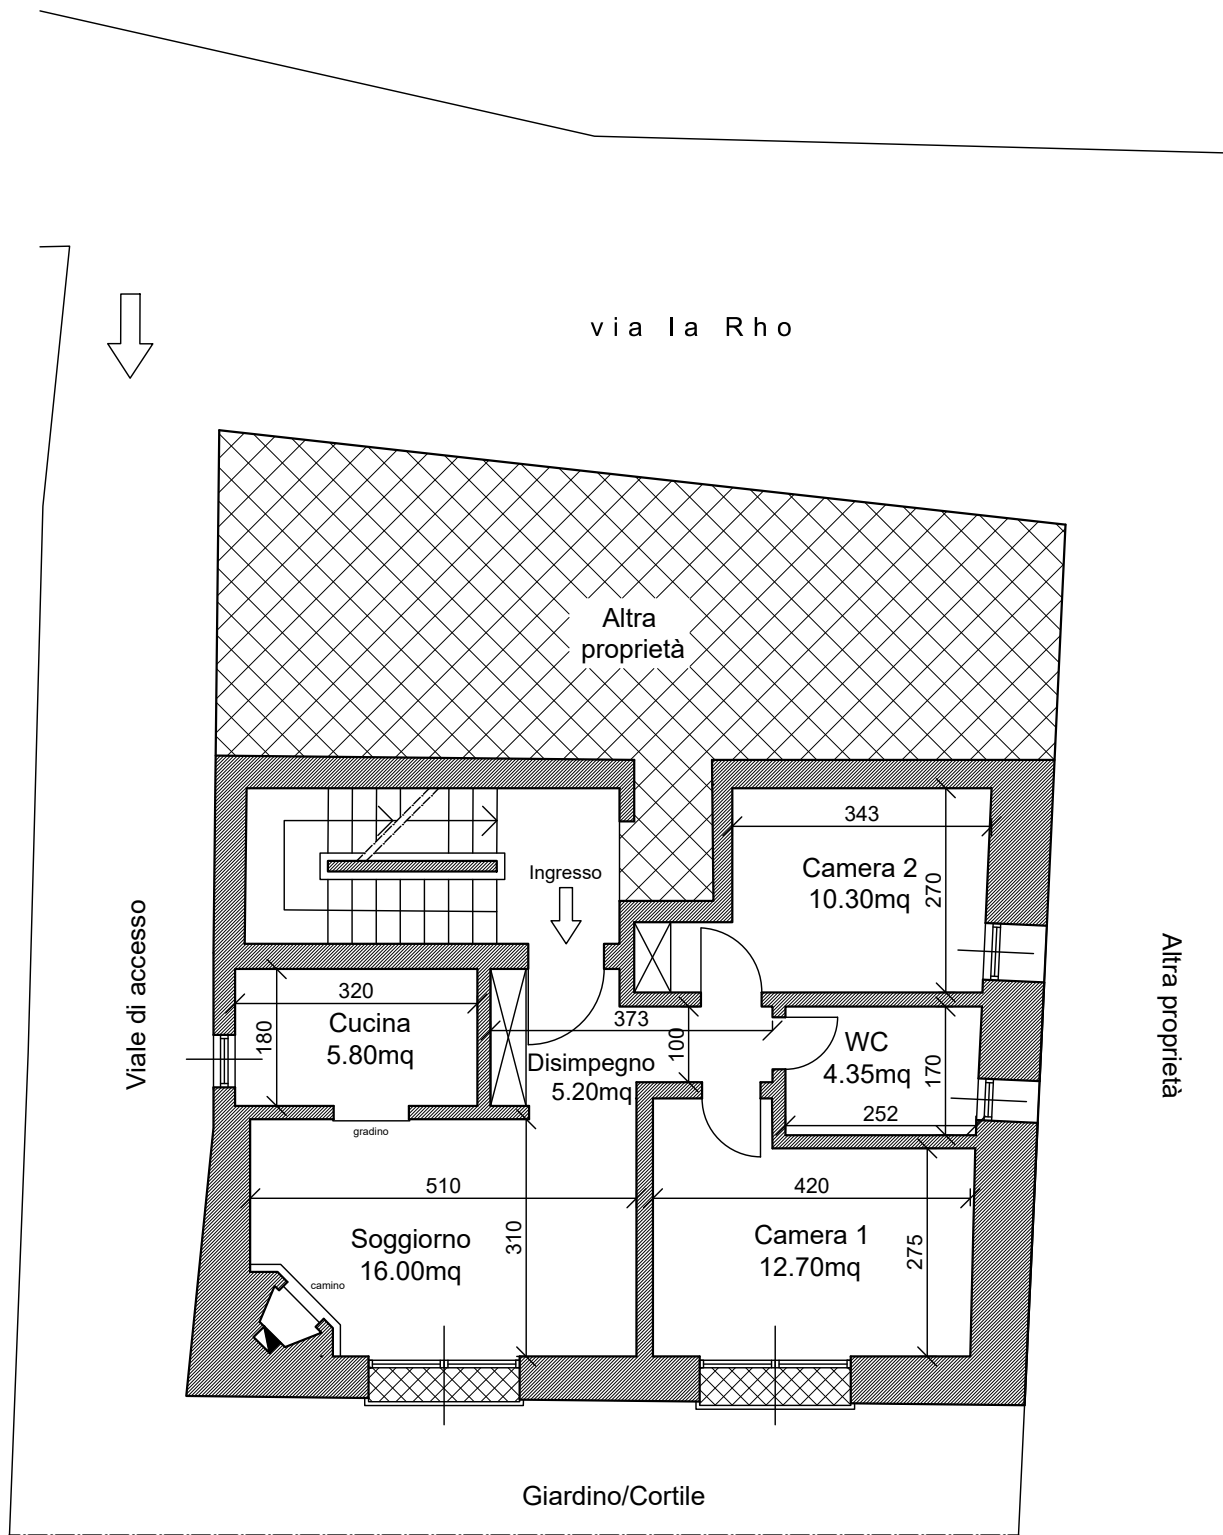 via la Rho
Altra
proprietà
Ingresso
343
Camera 2
10.30mq
270
Viale di accesso
Altra proprietà
320
Cucina
5.80mq
180
373
100
Disimpegno
5.20mq
WC
4.35mq
170
252
gradino
510
420
Soggiorno
16.00mq
310
Camera 1
12.70mq
275
camino
Giardino/Cortile